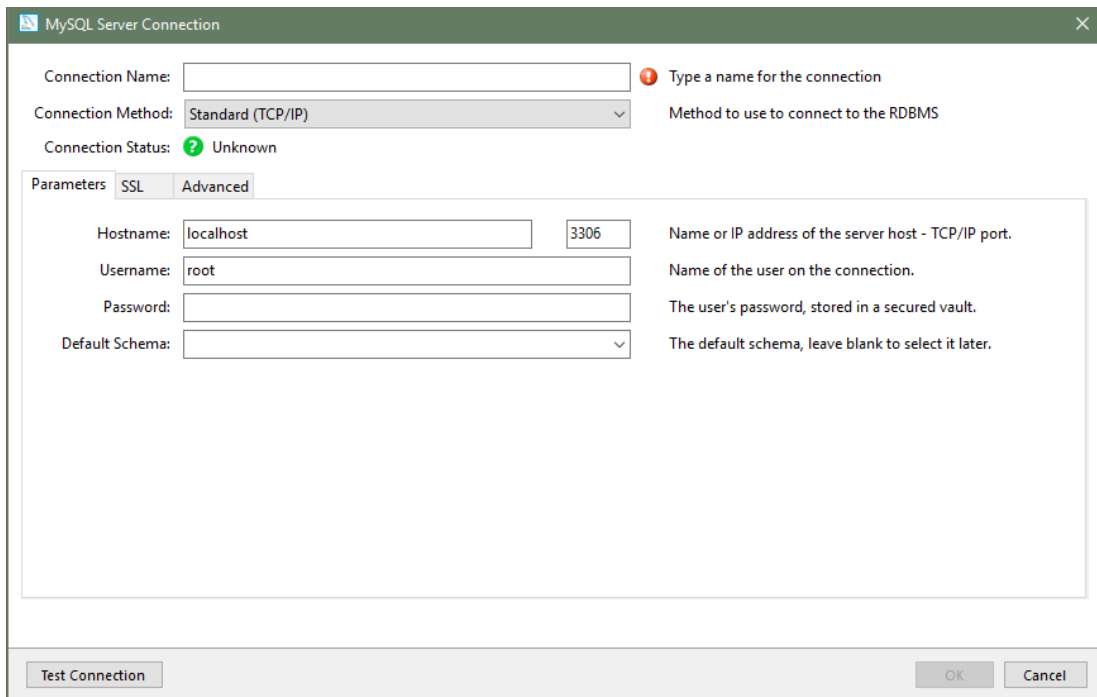 MySQL Server Connection
Connection Name: Type a name for the connection
Connection Method: Standard (TCP/IP) Method to use to connect to the RDBMS
Connection Status: Unknown
Parameters SSL Advanced
Hostname: localhost 3306 Name or IP address of the server host - TCP/IP port.
Username: root Name of the user on the connection.
Password: The user's password, stored in a secured vault.
Default Schema: The default schema, leave blank to select it later.
Test Connection OK Cancel